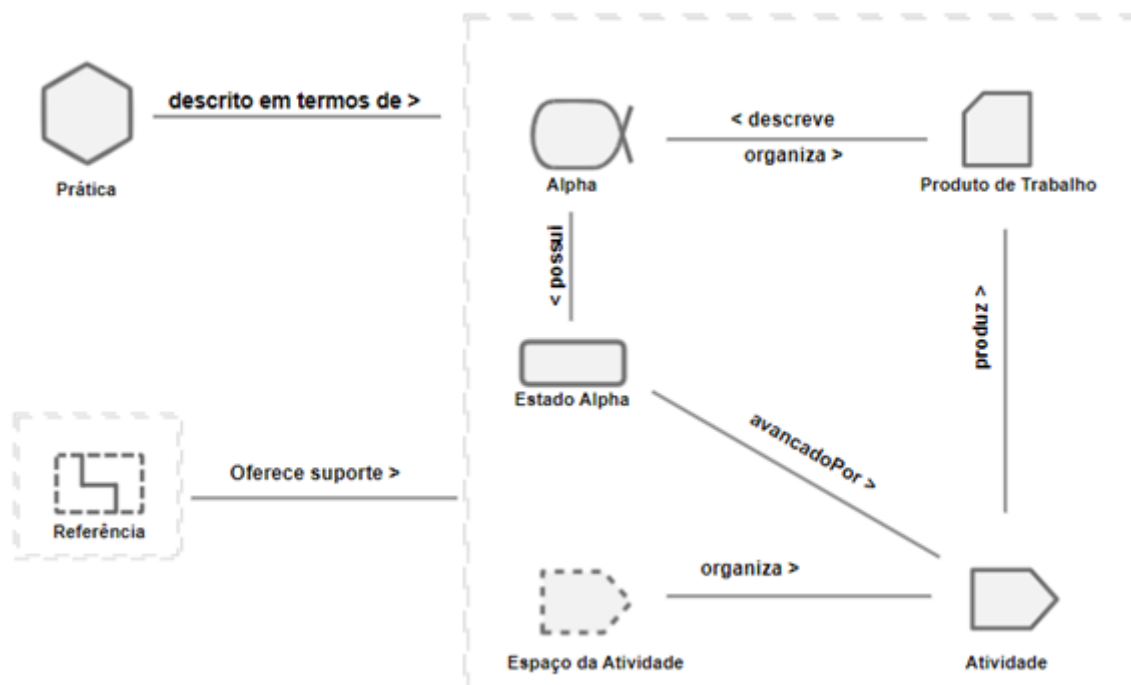 descrito em termos de >
Prática
Alpha
< descreve
organiza >
Produto de Trabalho
< possui
produz >
Estado Alpha
avancadoPor >
Oferece suporte >
Referência
organiza >
Espaço da Atividade
Atividade